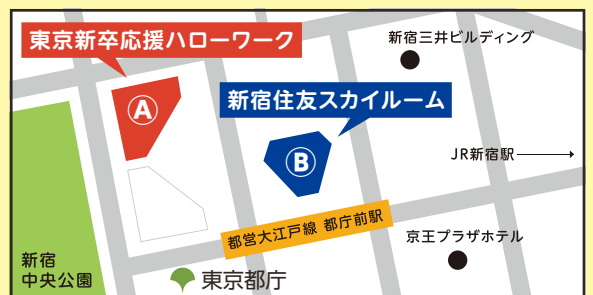 東京新卒応援ハローワーク
新宿三井ビルディング
A
新宿住友スカイルーム
B
JR新宿駅
都営大江戸線 都庁前駅
京王プラザホテル
新宿
中央公園
東京都庁